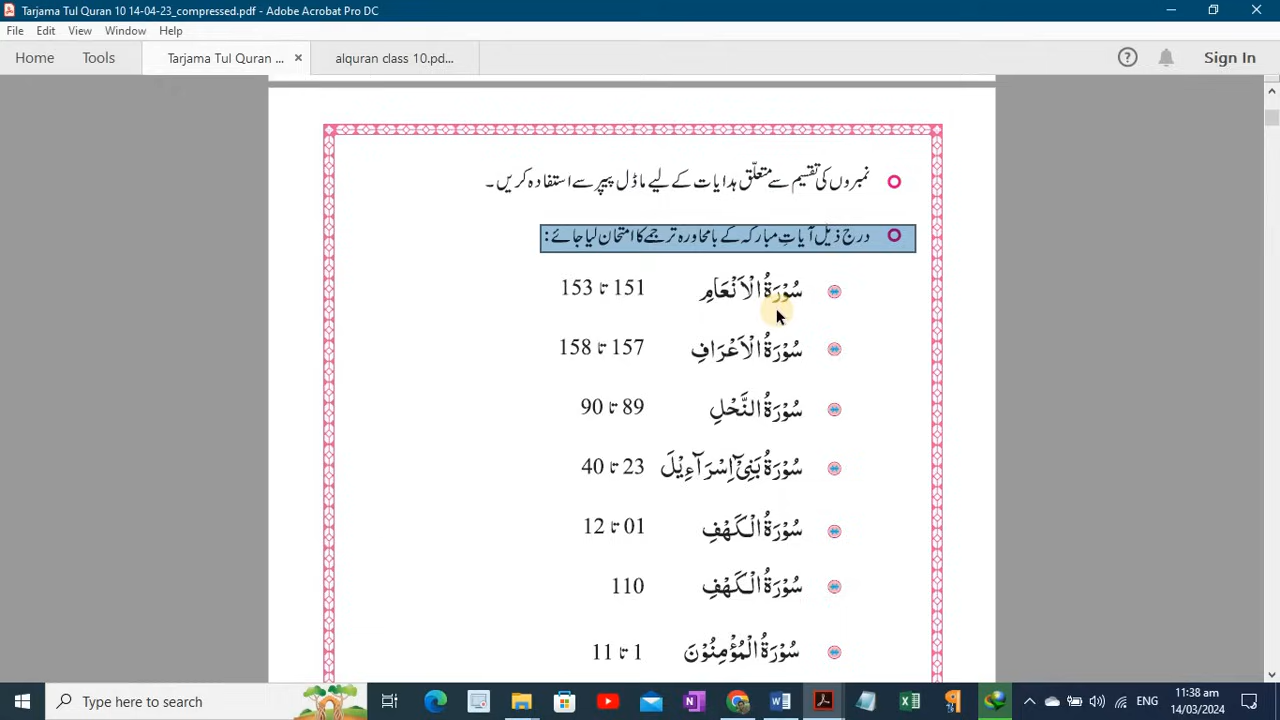 Tarjama Tul Quran 10 14-04-23_compressed.pdf - Adobe Acrobat Pro DC
File Edit View Window Help
Home Tools Tarjama Tul Quran ... × alquran class 10.pd... Sign In
نمبروں کی تقسیم سے متعلّق ہدایات کے لیے ماڈل پیپر سے استفادہ کریں۔
درج ذیل آیاتِ مبارکہ کے بامحاورہ ترجمے کا امتحان لیا جائے:
سُوْرَةُ الْاَنْعَامِ 151 تا 153
سُوْرَةُ الْاَعْرَافِ 157 تا 158
سُوْرَةُ النَّحْلِ 89 تا 90
سُوْرَةُ بَنِیْٓ اِسْرَآءِیْلَ 23 تا 40
سُوْرَةُ الْکَهْفِ 01 تا 12
سُوْرَةُ الْکَهْفِ 110
سُوْرَةُ الْمُؤْمِنُوْنَ 1 تا 11
Type here to search
ENG
11:38 am
14/03/2024